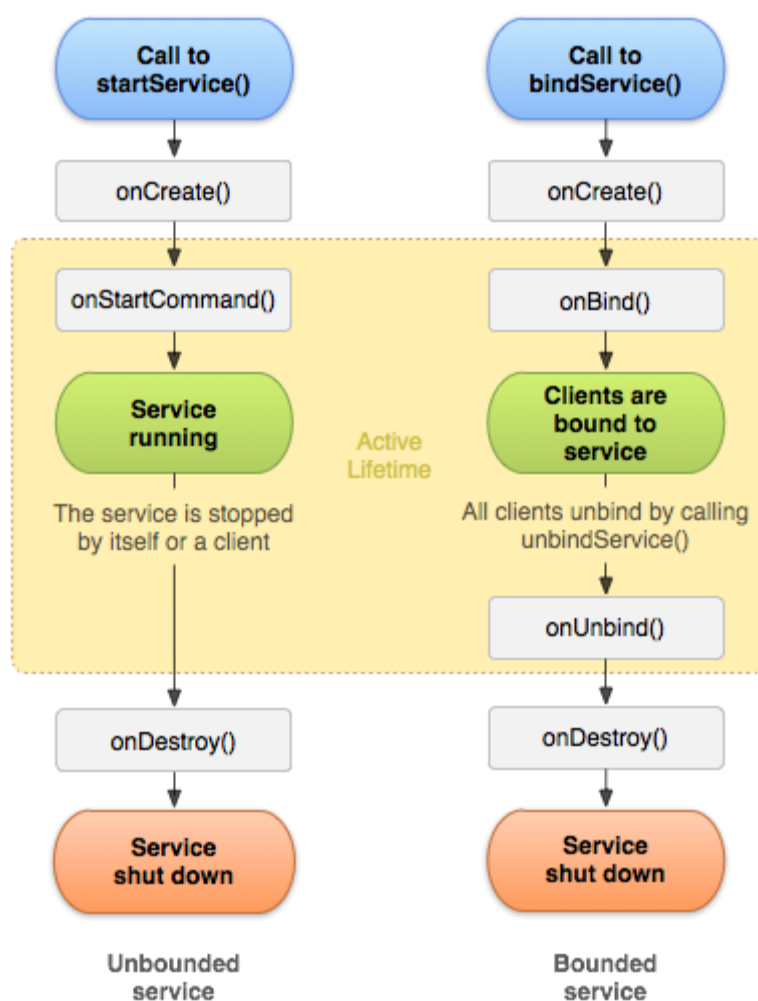 Call to
startService()
onCreate()
onStartCommand()
Service
running
The service is stopped
by itself or a client
onDestroy()
Service
shut down
Unbounded
service
Active
Lifetime
Call to
bindService()
onCreate()
onBind()
Clients are
bound to
service
All clients unbind by calling
unbindService()
onUnbind()
onDestroy()
Service
shut down
Bounded
service